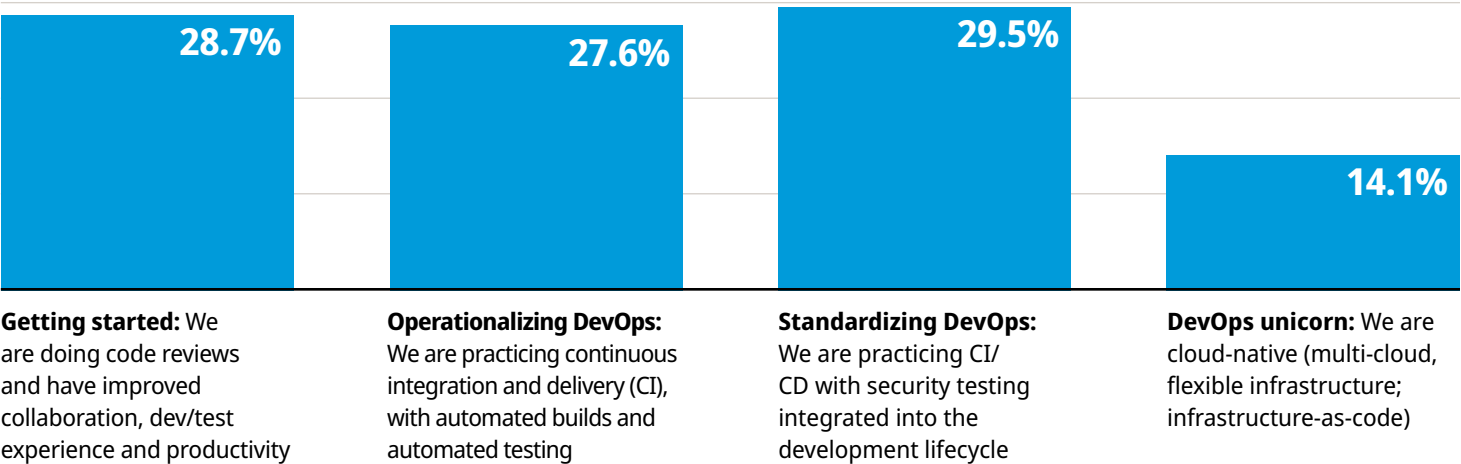 28.7%
27.6%
29.5%
14.1%
Getting started: We
are doing code reviews
and have improved
collaboration, dev/test
experience and productivity
Operationalizing DevOps:
We are practicing continuous
integration and delivery (CI),
with automated builds and
automated testing
Standardizing DevOps:
We are practicing CI/
CD with security testing
integrated into the
development lifecycle
DevOps unicorn: We are
cloud-native (multi-cloud,
flexible infrastructure;
infrastructure-as-code)